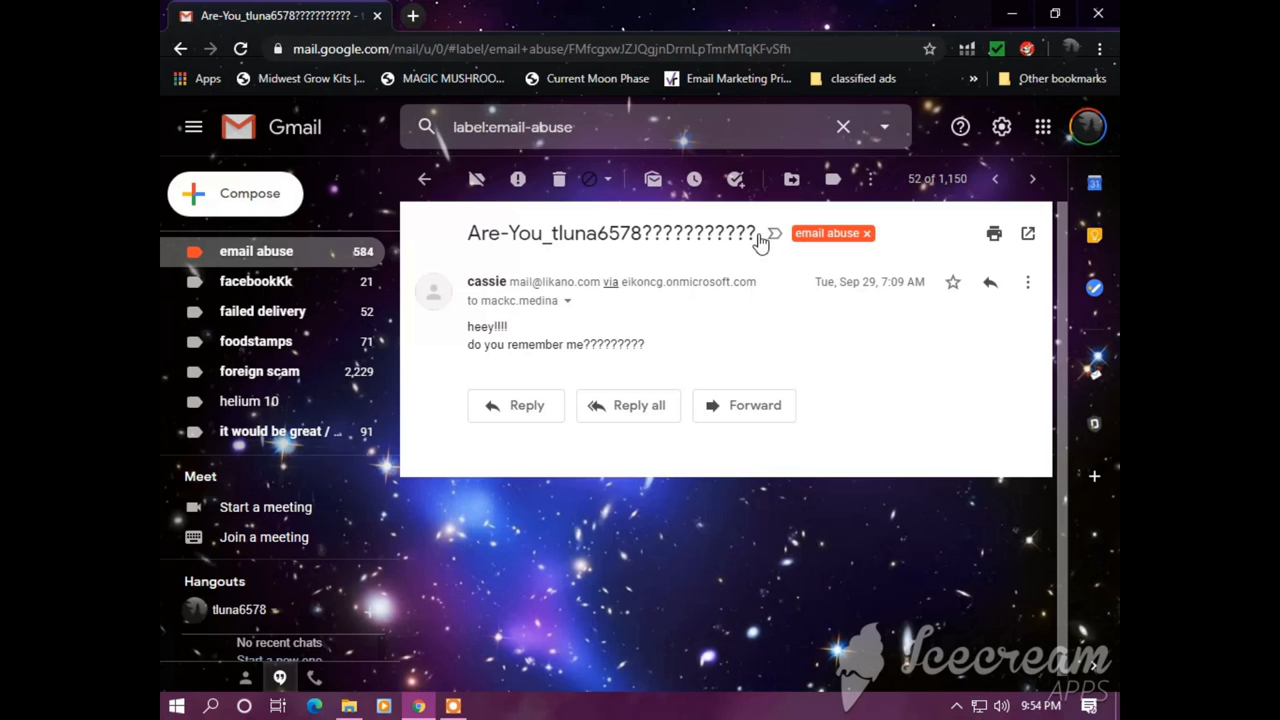 Are-You_tluna6578??????????? -
mail.google.com/mail/u/0/#label/email+abuse/FMfcgxwJZJQgjnDrrnLpTmrMTqKFvSfh
Apps
Midwest Grow Kits |...
MAGIC MUSHROO...
Current Moon Phase
Email Marketing Pri...
classified ads
»
Other bookmarks
Gmail
label:email-abuse
Compose
52 of 1,150
email abuse 584
facebookKk 21
failed delivery 52
foodstamps 71
foreign scam 2,229
helium 10
it would be great / ... 91
Meet
Start a meeting
Join a meeting
Hangouts
tluna6578
No recent chats
Start a new one
Are-You_tluna6578???????????
email abuse x
cassie mail@likano.com via eikoncg.onmicrosoft.com
Tue, Sep 29, 7:09 AM
to mackc.medina
heey!!!!
do you remember me?????????
Reply
Reply all
Forward
Icecream
APPS
9:54 PM